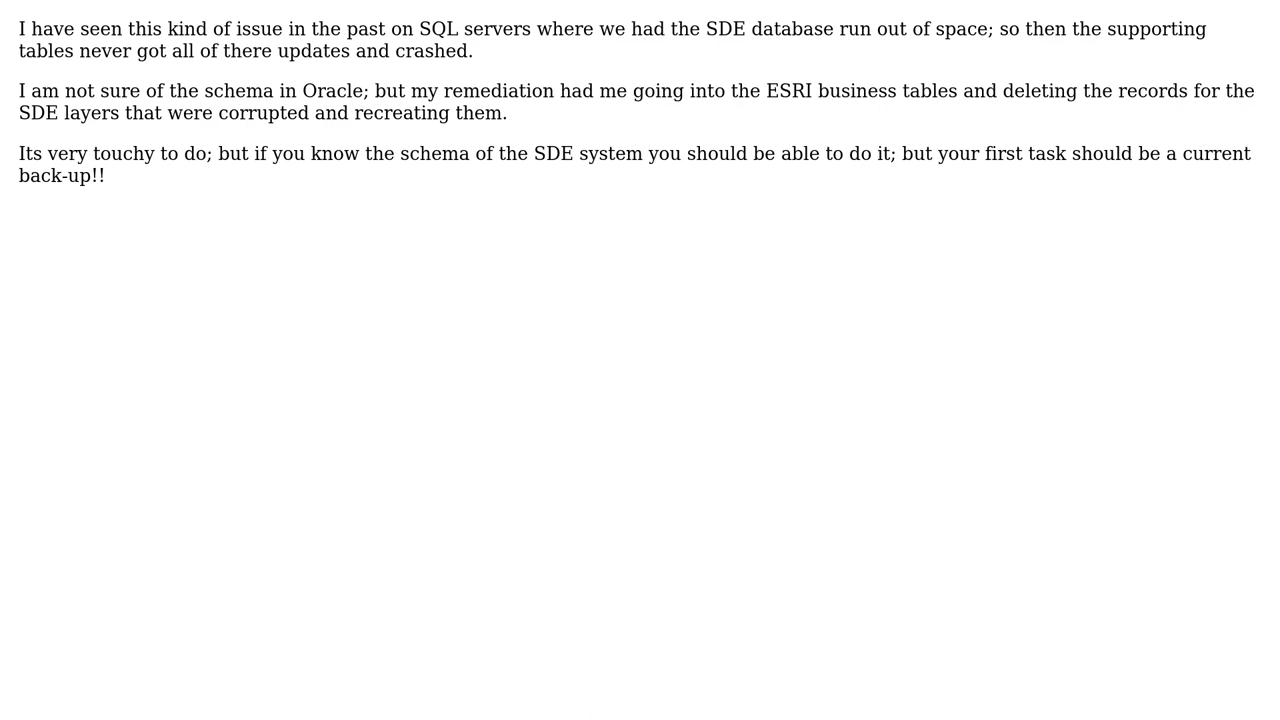 I have seen this kind of issue in the past on SQL servers where we had the SDE database run out of space; so then the supporting
tables never got all of there updates and crashed.
I am not sure of the schema in Oracle; but my remediation had me going into the ESRI business tables and deleting the records for the
SDE layers that were corrupted and recreating them.
Its very touchy to do; but if you know the schema of the SDE system you should be able to do it; but your first task should be a current
back-up!!